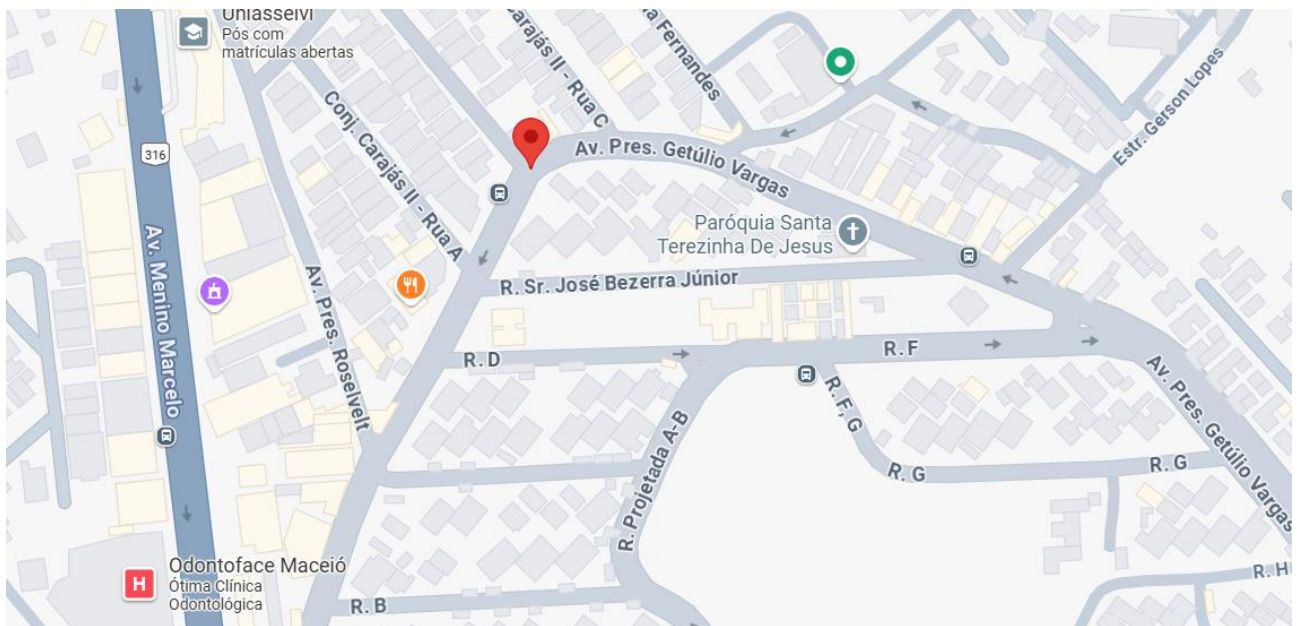 Uniasselvi
Pós com
matrículas abertas
Carajás II - Rua C
Fernandes
Conj. Carajás II - Rua A
316
Av. Pres. Getúlio Vargas
Estr. Gerson Lopes
Paróquia Santa
Terezinha De Jesus
R. Sr. José Bezerra Júnior
Av. Menino Marcelo
Av. Pres. Roselvelt
R. D
R. F
R. F, G
Av. Pres. Getúlio Vargas
R. Projetada A-B
R. G
R. G
Odontoface Maceió
Ótima Clínica
Odontológica
H
R. B
R. H